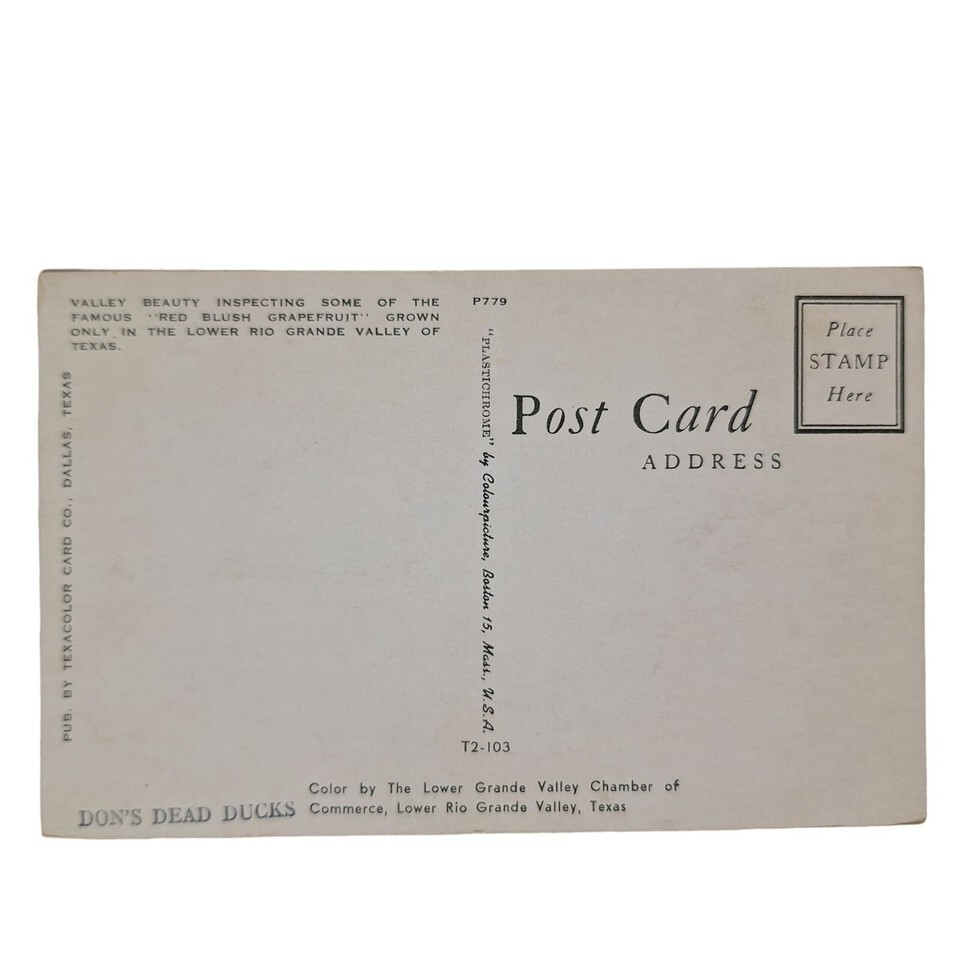 VALLEY BEAUTY INSPECTING SOME OF THE
FAMOUS "RED BLUSH GRAPEFRUIT" GROWN
ONLY IN THE LOWER RIO GRANDE VALLEY OF
TEXAS.
PUB. BY TEXACOLOR CARD CO., DALLAS, TEXAS
P779
"PLASTICHROME" by Colourpicture, Boston 15, Mass., U.S.A.
T2-103
Post Card
ADDRESS
Place
STAMP
Here
Color by The Lower Grande Valley Chamber of
Commerce, Lower Rio Grande Valley, Texas
DON'S DEAD DUCKS